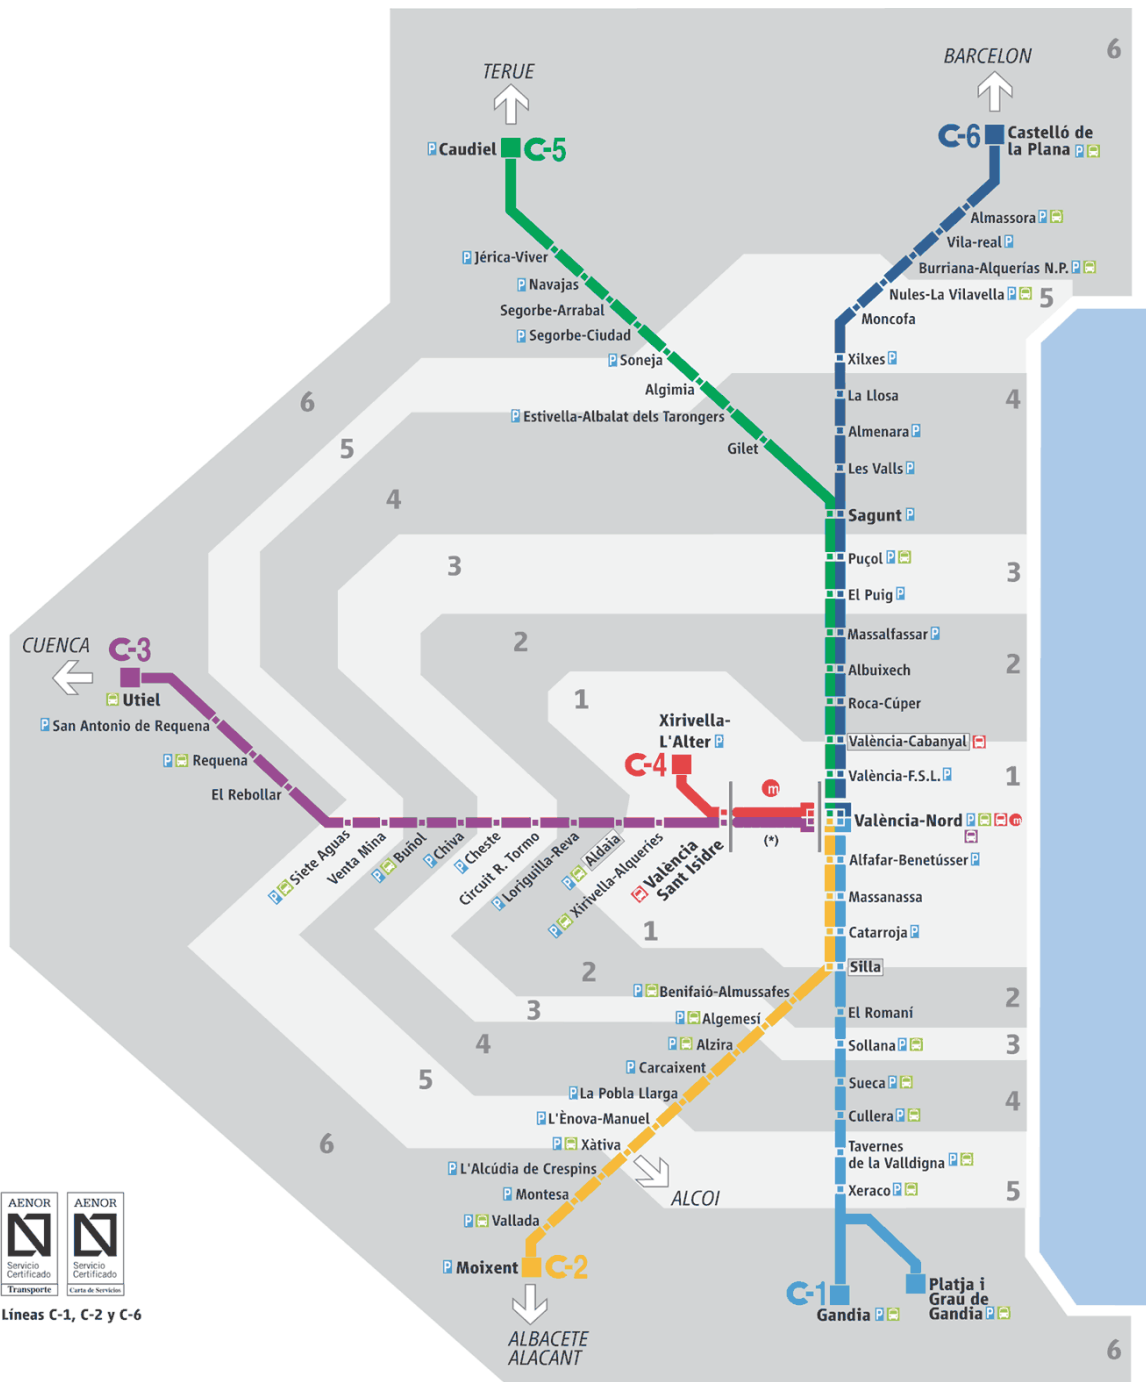 6
TERUE
BARCELON
Caudiel
C-5
C-6
Castelló de
la Plana
Almassora
Vila-real
Jérica-Viver
Burriana-Alquerías N.P.
Navajas
Nules-La Vilavella
5
Segorbe-Arrabal
Moncofa
Segorbe-Ciudad
Soneja
Xilxes
Algimia
La Llosa
4
6
Estivella-Albalat dels Tarongers
Almenara
5
Gilet
Les Valls
4
Sagunt
Puçol
3
3
El Puig
2
Massalfassar
2
CUENCA
C-3
Albuixech
Utiel
1
Roca-Cúper
San Antonio de Requena
Xirivella-
L'Alter
València-Cabanyal
Requena
C-4
València-F.S.L.
1
El Rebollar
m
València-Nord
m
(*)
Siete Aguas
Venta Mina
Buñol
Chiva
Cheste
Circuit R. Tormo
Loriguilla-Reva
Aldaia
Xirivella-Alqueries
València
Sant Isidre
Alfafar-Benetússer
Massanassa
1
Catarroja
2
Silla
Benifaió-Almussafes
2
3
El Romaní
Algemesí
4
Alzira
Sollana
3
5
Carcaixent
Sueca
La Pobla Llarga
4
L'Ènova-Manuel
Cullera
6
Xàtiva
Tavernes
de la Valldigna
L'Alcúdia de Crespins
Montesa
ALCOI
Xeraco
5
Vallada
Moixent
C-2
C-1
Gandia
Platja i
Grau de
Gandia
AENOR
Servicio
Certificado
Transporte
AENOR
Servicio
Certificado
Carta de Servicios
Líneas C-1, C-2 y C-6
ALBACETE
ALACANT
6